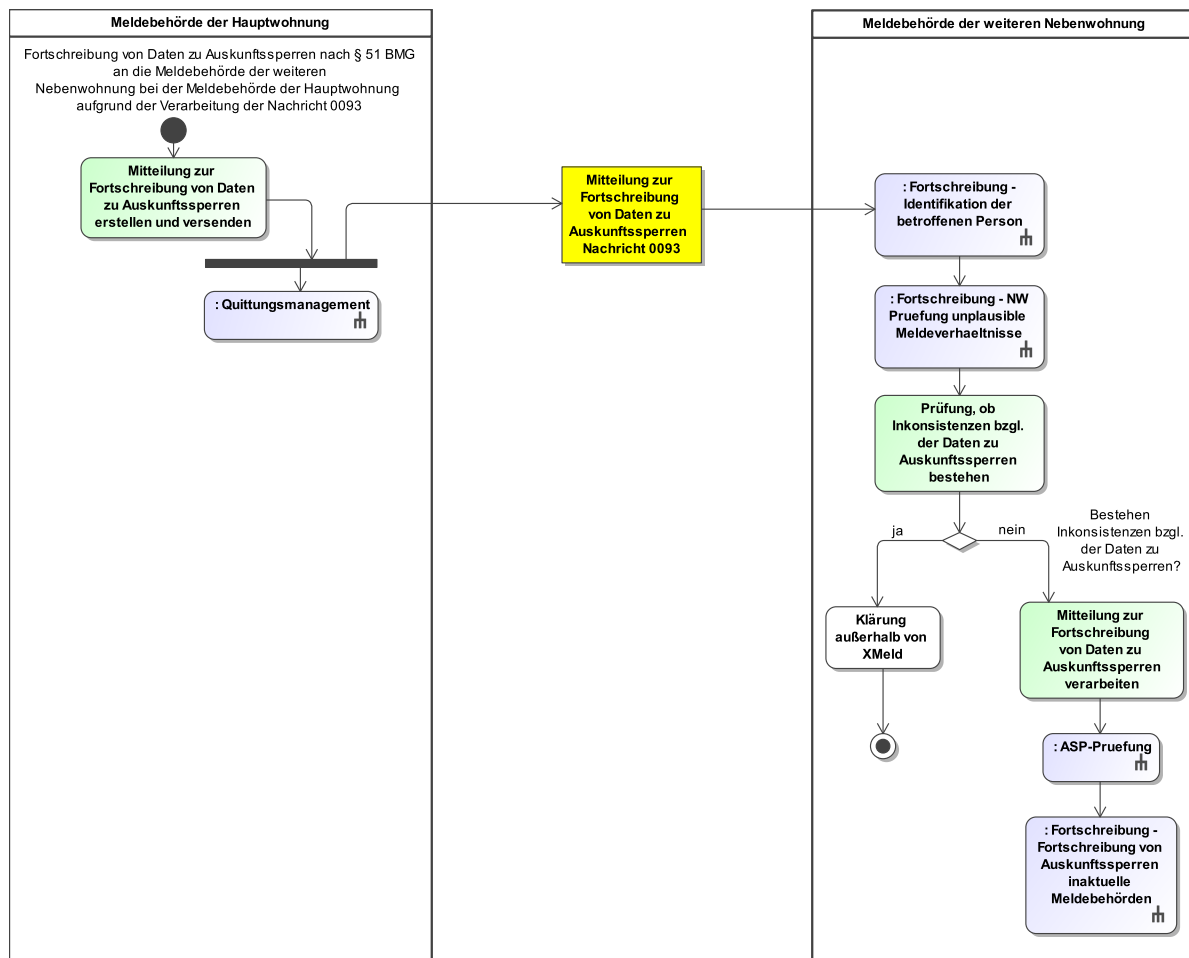 Meldebehörde der Hauptwohnung
Fortschreibung von Daten zu Auskunftssperren nach § 51 BMG
an die Meldebehörde der weiteren
Nebenwohnung bei der Meldebehörde der Hauptwohnung
aufgrund der Verarbeitung der Nachricht 0093
Mitteilung zur
Fortschreibung von Daten
zu Auskunftssperren
erstellen und versenden
: Quittungsmanagement
Mitteilung zur
Fortschreibung
von Daten zu
Auskunftssperren
Nachricht 0093
Meldebehörde der weiteren Nebenwohnung
: Fortschreibung -
Identifikation der
betroffenen Person
: Fortschreibung - NW
Pruefung unplausible
Meldeverhaeltnisse
Prüfung, ob
Inkonsistenzen bzgl.
der Daten zu
Auskunftssperren
bestehen
ja
nein
Bestehen
Inkonsistenzen bzgl.
der Daten zu
Auskunftssperren?
Klärung
außerhalb von
XMeld
Mitteilung zur
Fortschreibung
von Daten zu
Auskunftssperren
verarbeiten
: ASP-Pruefung
: Fortschreibung -
Fortschreibung von
Auskunftssperren
inaktuelle
Meldebehörden